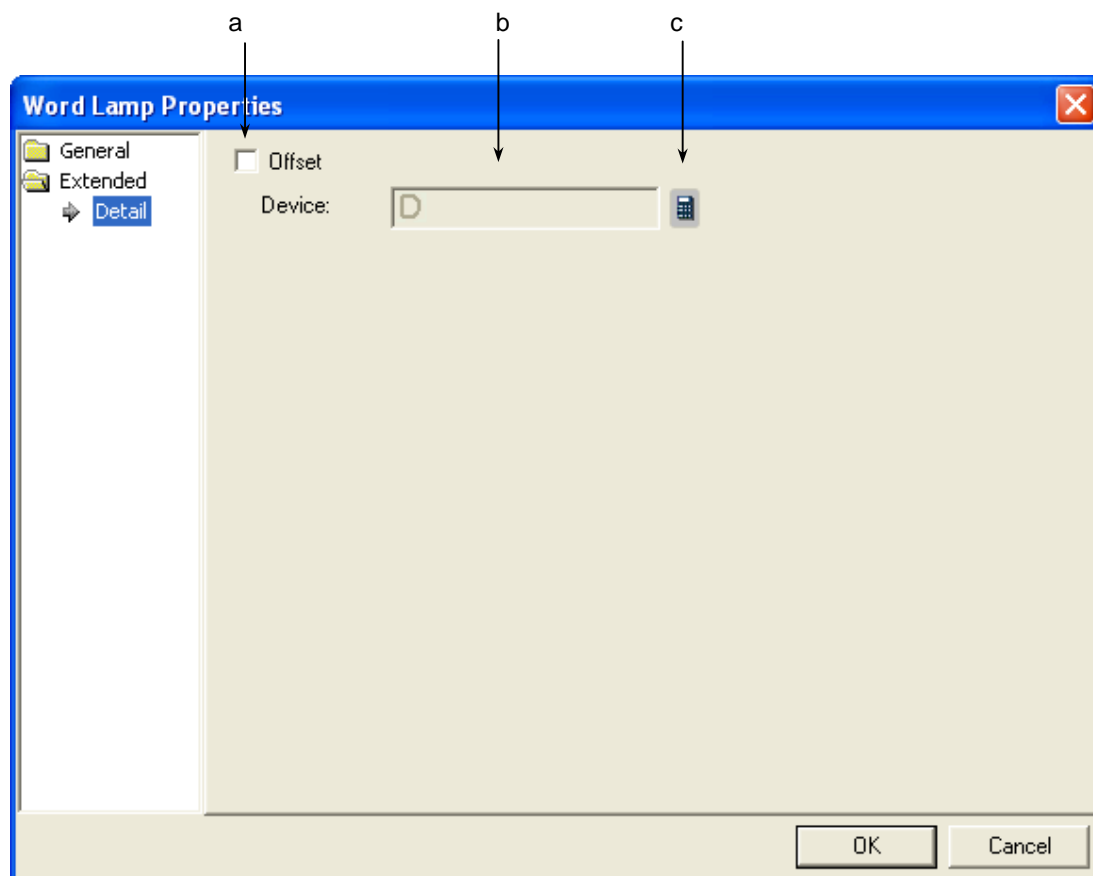 a b c
Word Lamp Properties
General
Extended
Detail
Offset
Device: D
OK Cancel